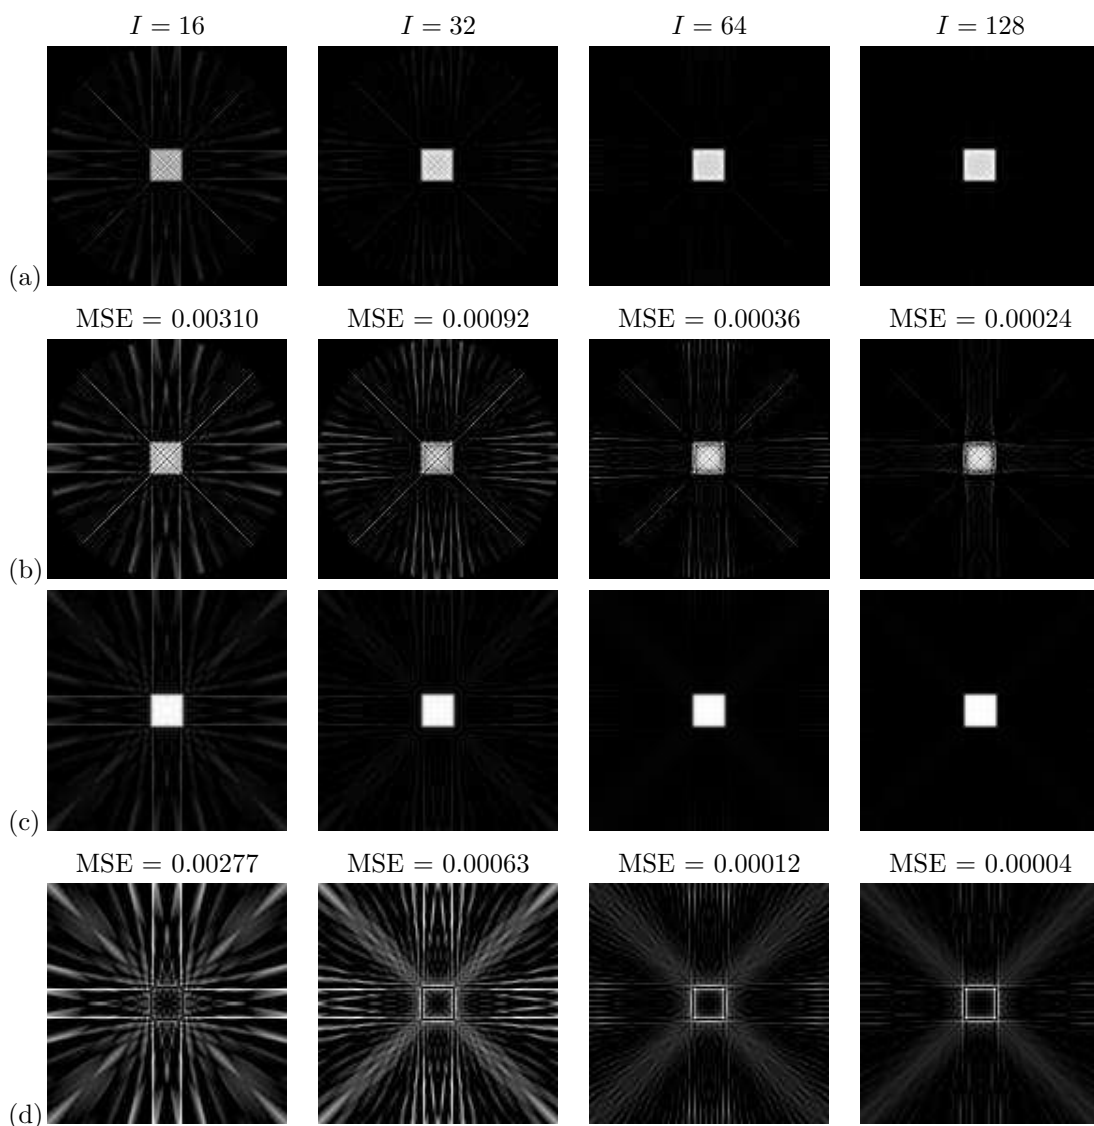 I = 16 I = 32 I = 64 I = 128
(a)
MSE = 0.00310 MSE = 0.00092 MSE = 0.00036 MSE = 0.00024
(b)
(c)
MSE = 0.00277 MSE = 0.00063 MSE = 0.00012 MSE = 0.00004
(d)